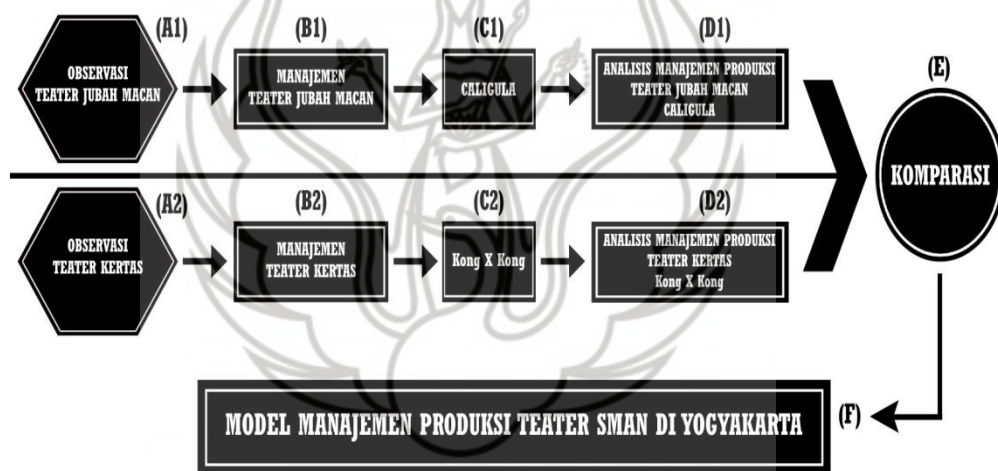 (A1)
OBSERVASI
TEATER JUBAH MACAN
(B1)
MANAJEMEN
TEATER JUBAH MACAN
(C1)
CALIGULA
(D1)
ANALISIS MANAJEMEN PRODUKSI
TEATER JUBAH MACAN
CALIGULA
(E)
KOMPARASI
(A2)
OBSERVASI
TEATER KERTAS
(B2)
MANAJEMEN
TEATER KERTAS
(C2)
Kong X Kong
(D2)
ANALISIS MANAJEMEN PRODUKSI
TEATER KERTAS
Kong X Kong
MODEL MANAJEMEN PRODUKSI TEATER SMAN DI YOGYAKARTA
(F)